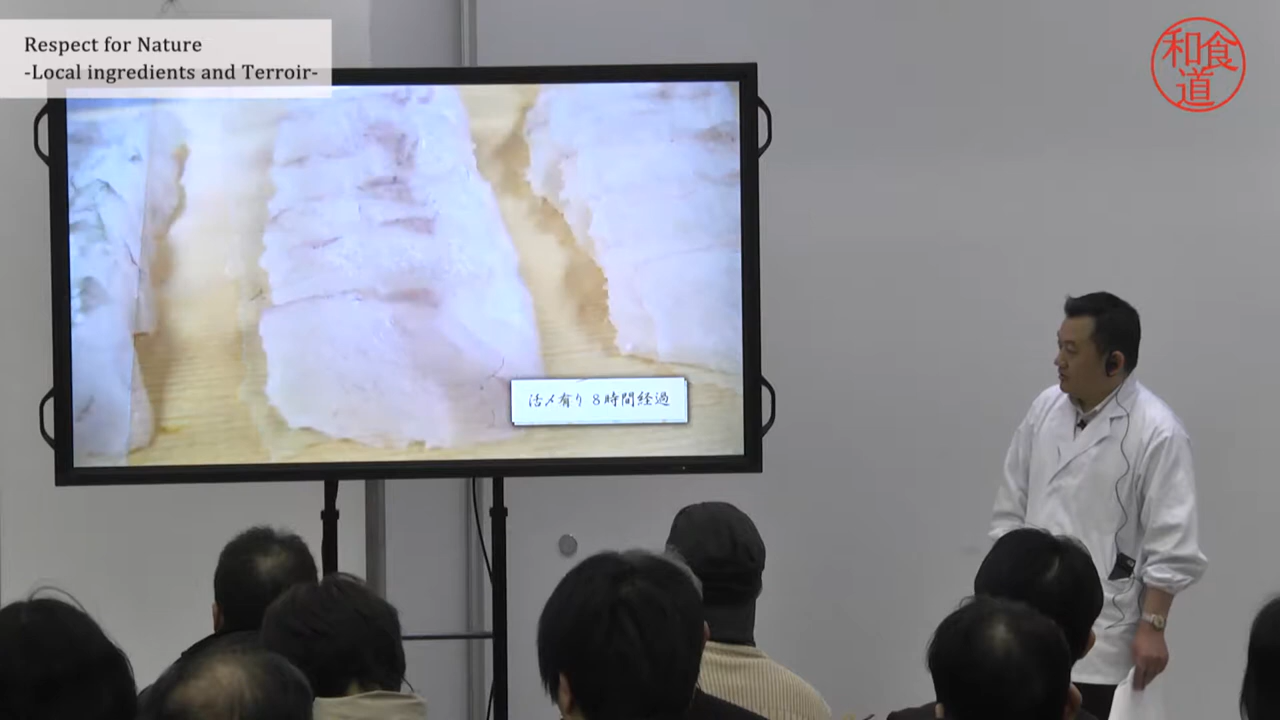 Respect for Nature
-Local ingredients and Terroir-
和食
道
活〆有り 8時間経過